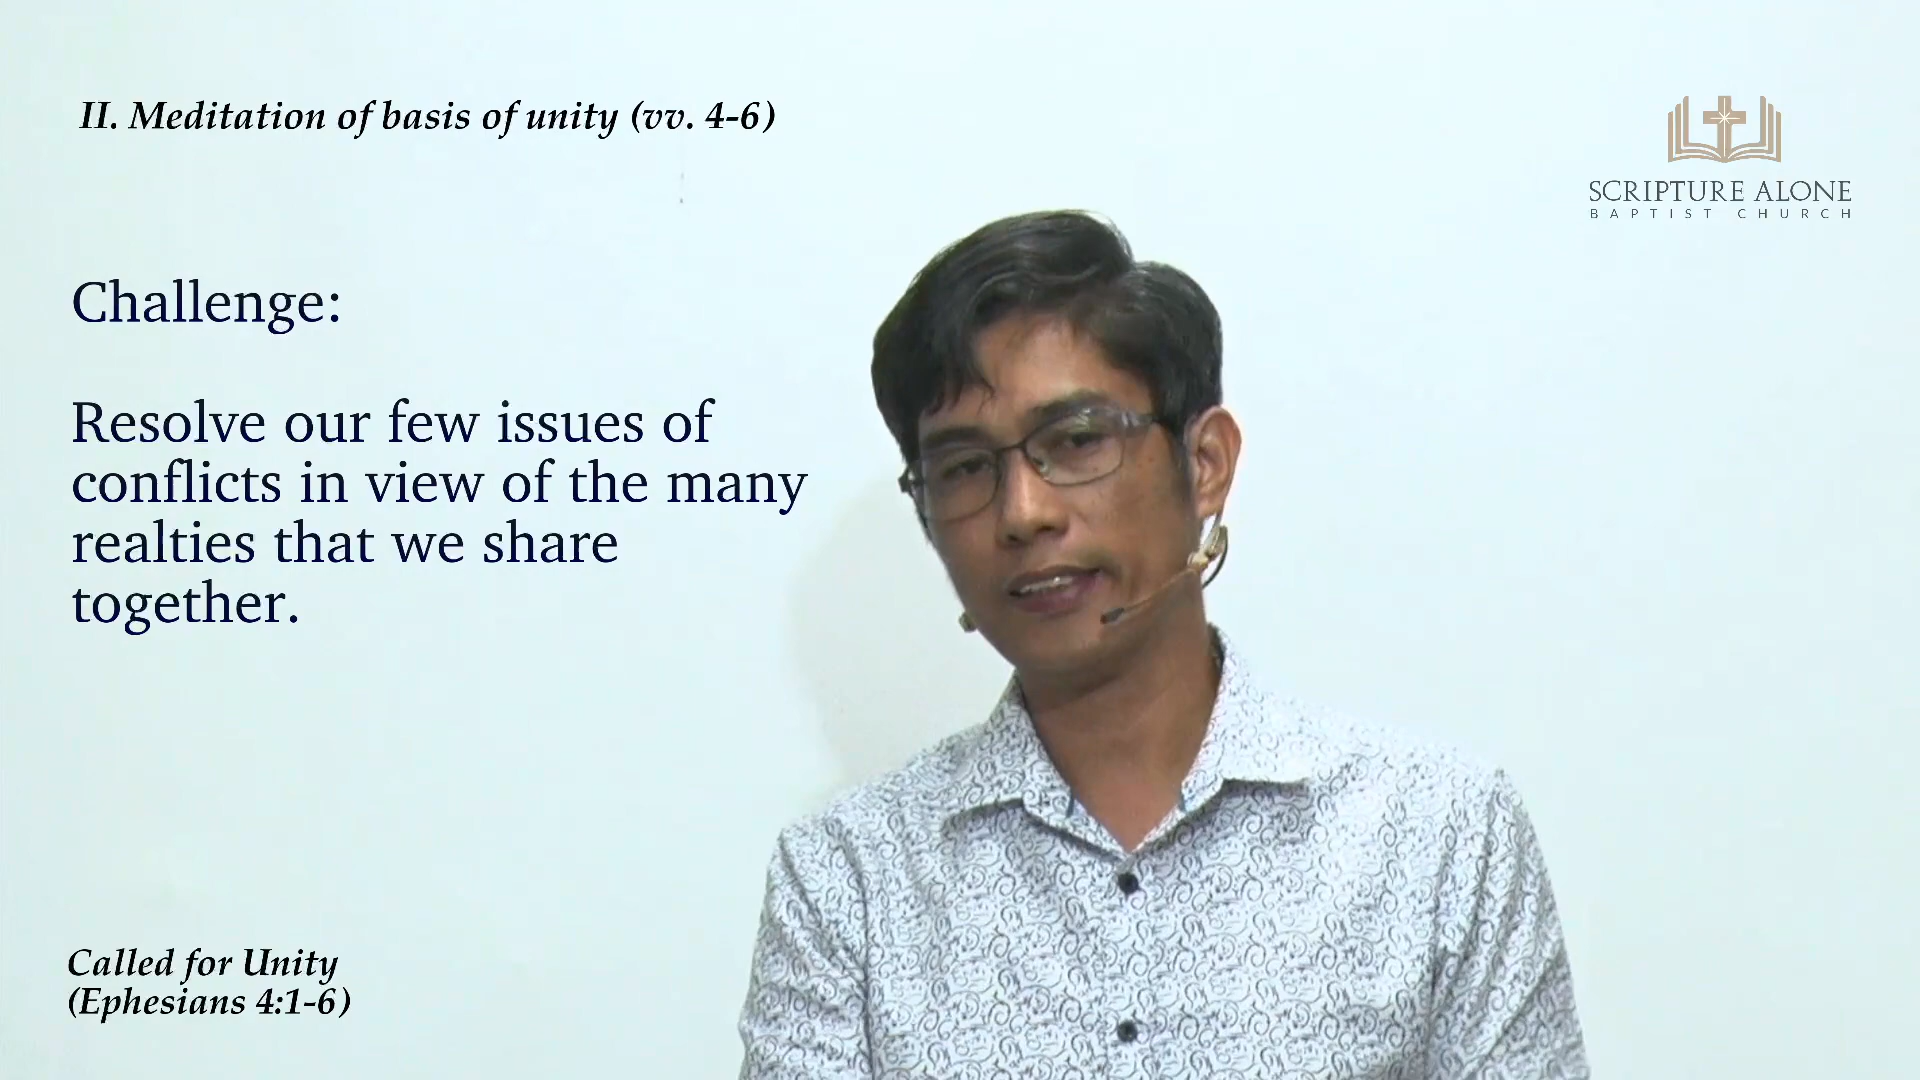 II. Meditation of basis of unity (vv. 4-6)
SCRIPTURE ALONE
BAPTIST CHURCH
Challenge:
Resolve our few issues of
conflicts in view of the many
realties that we share
together.
Called for Unity
(Ephesians 4:1-6)